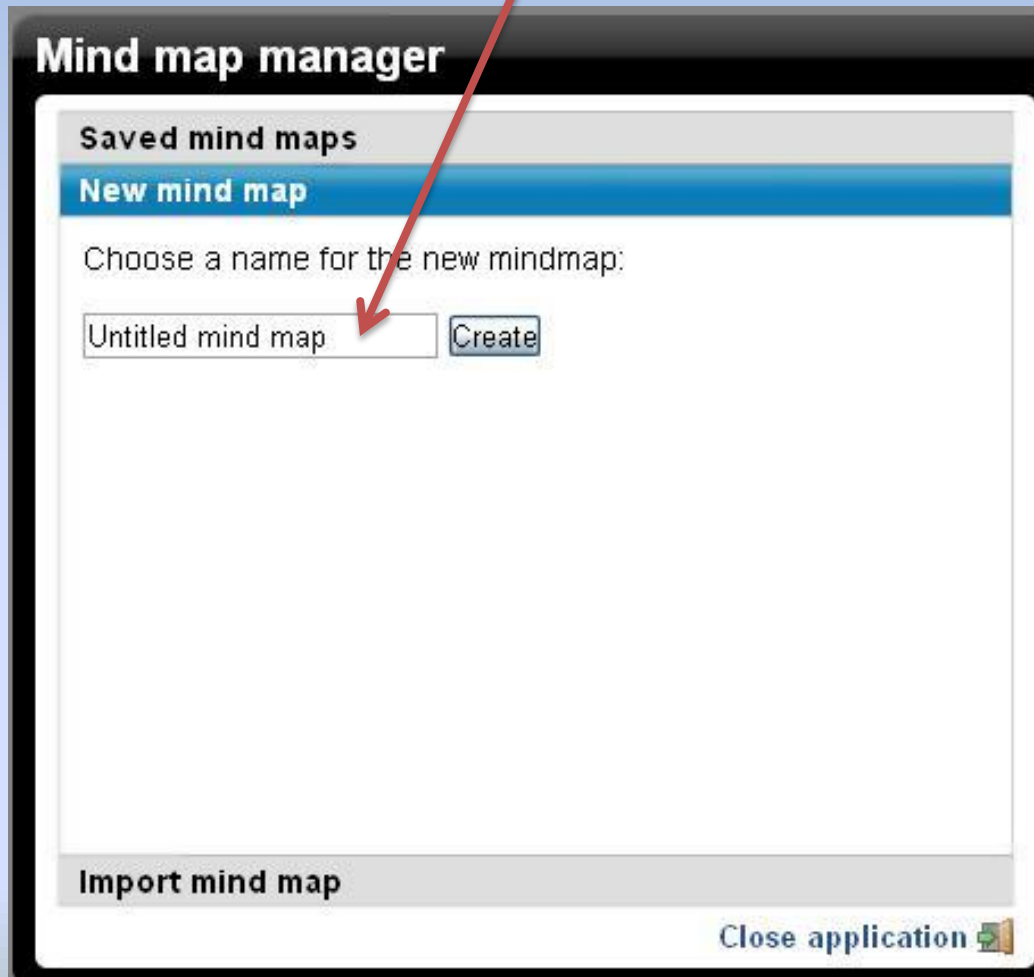 Mind map manager
Saved mind maps
New mind map
Choose a name for the new mindmap:
Untitled mind map Create
Import mind map
Close application